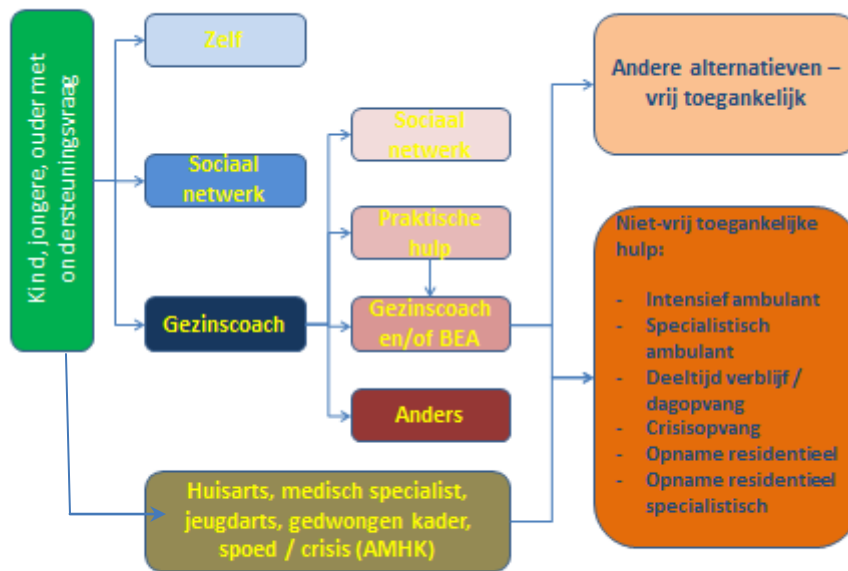 Kind, jongere, ouder met
ondersteuningsvraag
Zelf
Sociaal
netwerk
Gezinscoach
Sociaal
netwerk
Praktische
hulp
Gezinscoach
en/of BEA
Anders
Huisarts, medisch specialist,
jeugdarts, gedwongen kader,
spoed / crisis (AMHK)
Andere alternatieven –
vrij toegankelijk
Niet-vrij toegankelijke
hulp:
- Intensief ambulant
- Specialistisch
ambulant
- Deeltijd verblijf /
dagopvang
- Crisisopvang
- Opname residentieel
- Opname residentieel
specialistisch